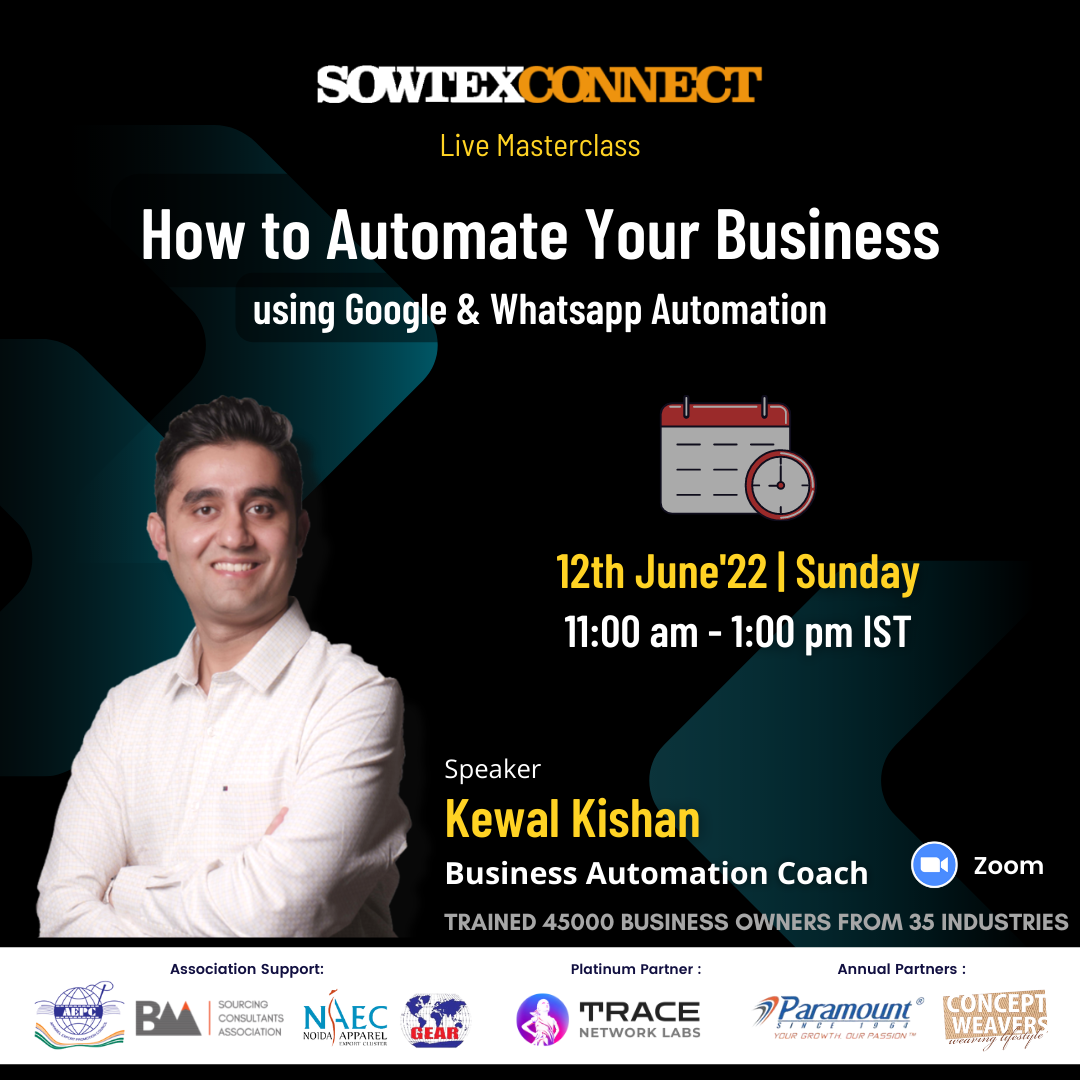 SOWTEXCONNECT
Live Masterclass
How to Automate Your Business
using Google & Whatsapp Automation
12th June'22 | Sunday
11:00 am - 1:00 pm IST
Speaker
Kewal Kishan
Business Automation Coach
Zoom
TRAINED 45000 BUSINESS OWNERS FROM 35 INDUSTRIES
Association Support:
Platinum Partner :
Annual Partners :
AEPC
BAA
SOURCING
CONSULTANTS
ASSOCIATION
NAEC
NOIDA APPAREL
EXPORT CLUSTER
GEAR
TRACE
NETWORK LABS
Paramount®
SINCE 1964
YOUR GROWTH. OUR PASSION™
CONCEPT
WEAVERS
weaving lifestyle